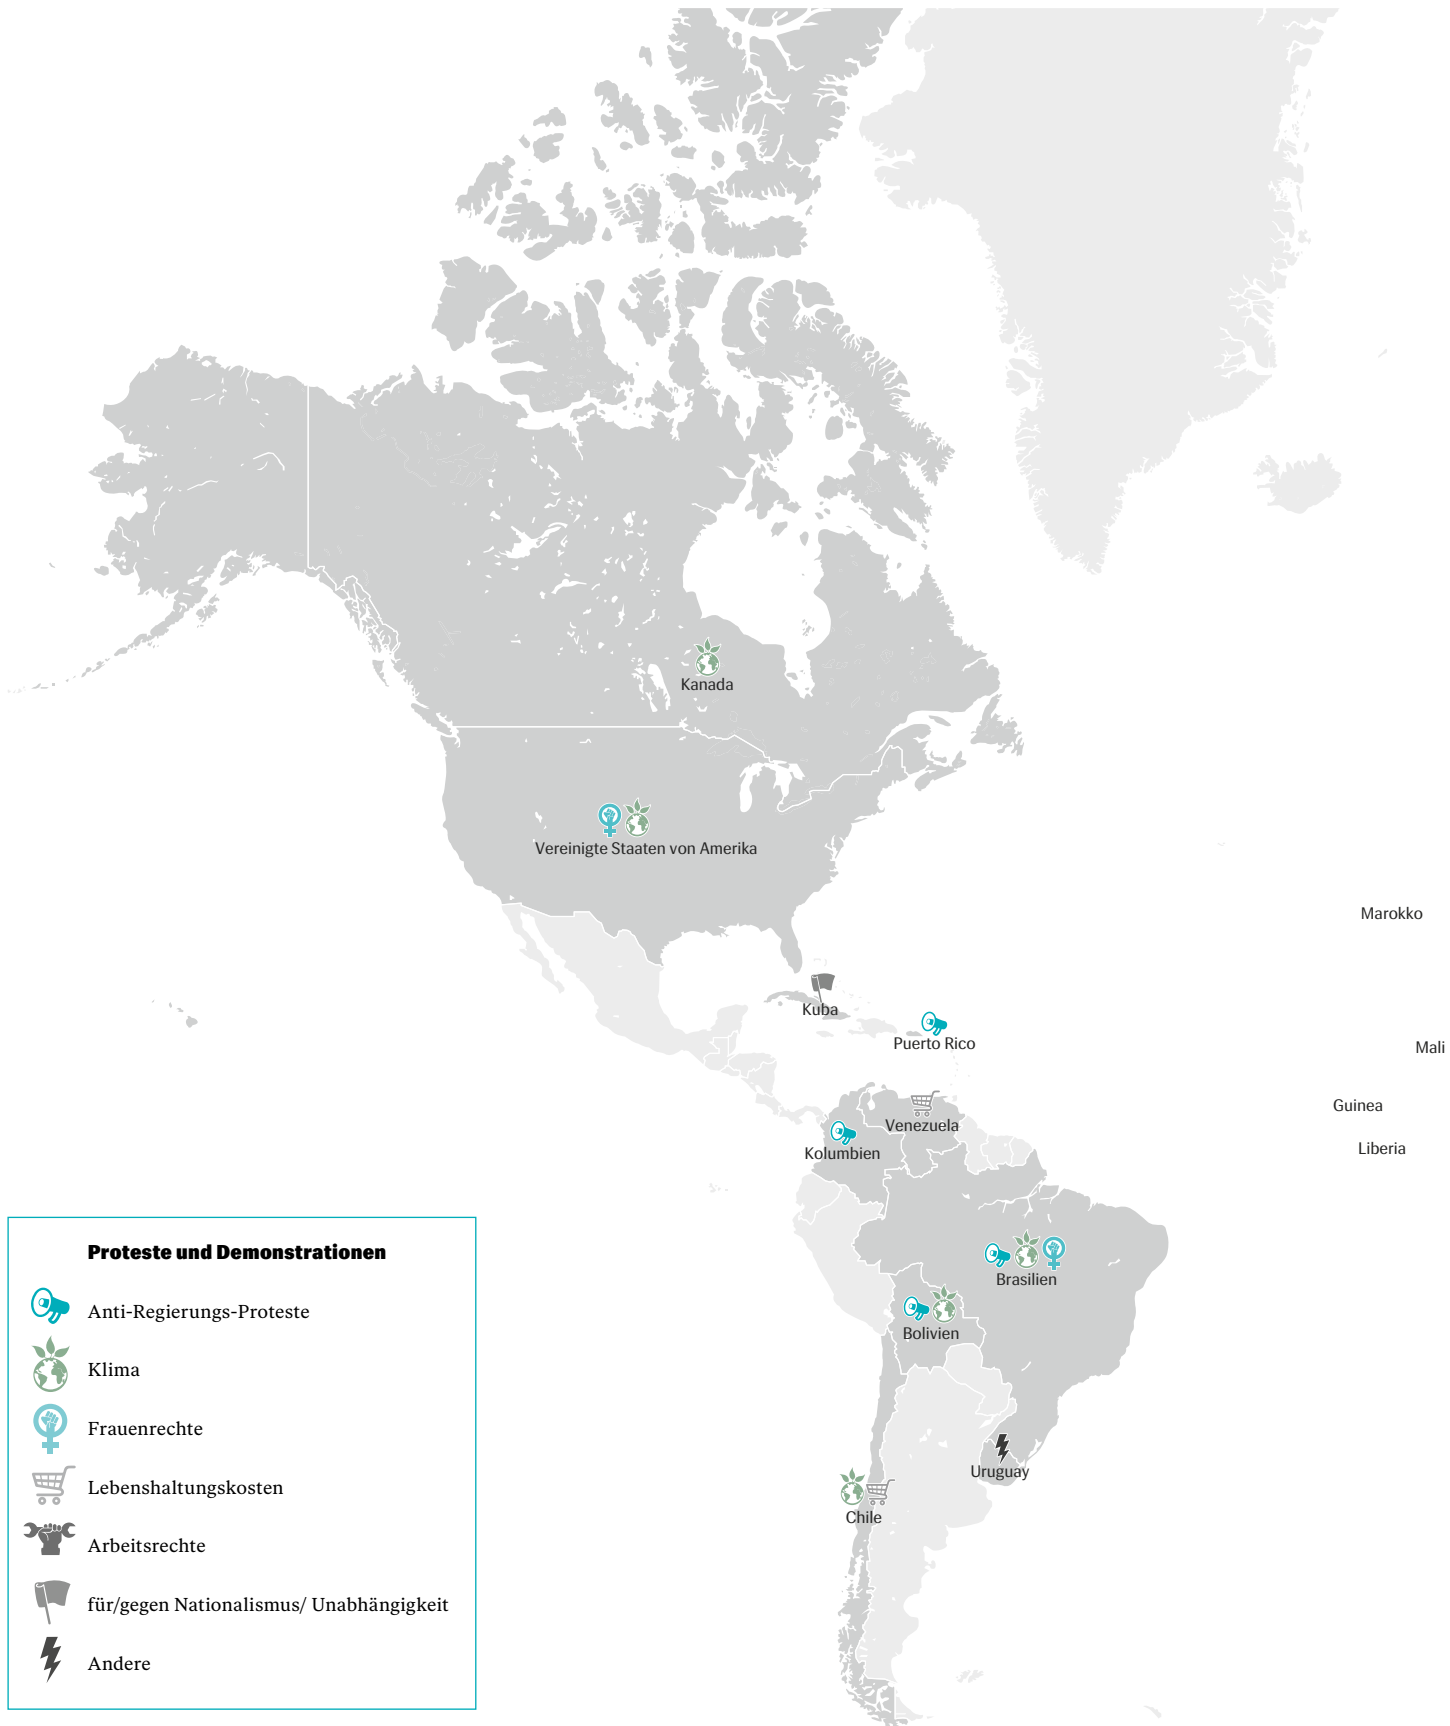 Kanada
Vereinigte Staaten von Amerika
Marokko
Kuba
Puerto Rico
Mali
Guinea
Venezuela
Liberia
Kolumbien
Brasilien
Bolivien
Uruguay
Chile
Proteste und Demonstrationen
Anti-Regierungs-Proteste
Klima
Frauenrechte
Lebenshaltungskosten
Arbeitsrechte
für/gegen Nationalismus/ Unabhängigkeit
Andere